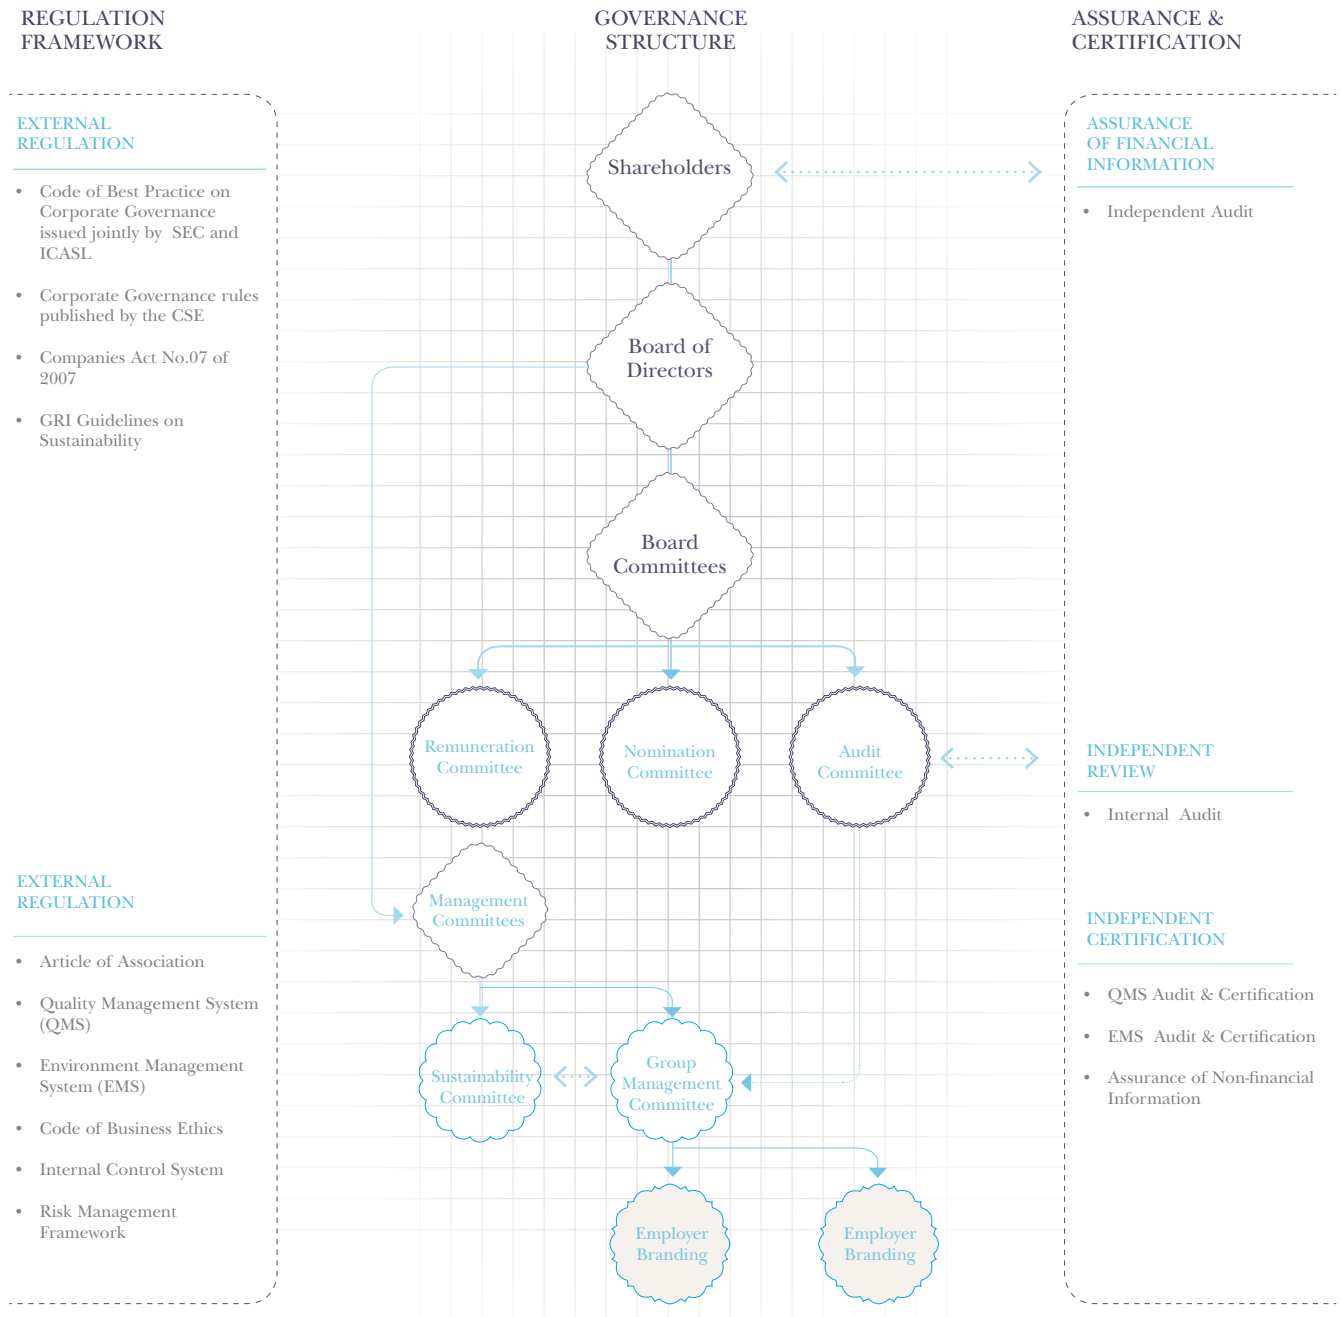 REGULATION
FRAMEWORK
GOVERNANCE
STRUCTURE
ASSURANCE &
CERTIFICATION
EXTERNAL
REGULATION
• Code of Best Practice on
Corporate Governance
issued jointly by SEC and
ICASL
• Corporate Governance rules
published by the CSE
• Companies Act No.07 of
2007
• GRI Guidelines on
Sustainability
EXTERNAL
REGULATION
• Article of Association
• Quality Management System
(QMS)
• Environment Management
System (EMS)
• Code of Business Ethics
• Internal Control System
• Risk Management
Framework
Shareholders
Board of
Directors
Board
Committees
Remuneration
Committee
Nomination
Committee
Audit
Committee
Management
Committees
Sustainability
Committee
Group
Management
Committee
Employer
Branding
Employer
Branding
ASSURANCE
OF FINANCIAL
INFORMATION
• Independent Audit
INDEPENDENT
REVIEW
• Internal Audit
INDEPENDENT
CERTIFICATION
• QMS Audit & Certification
• EMS Audit & Certification
• Assurance of Non-financial
Information